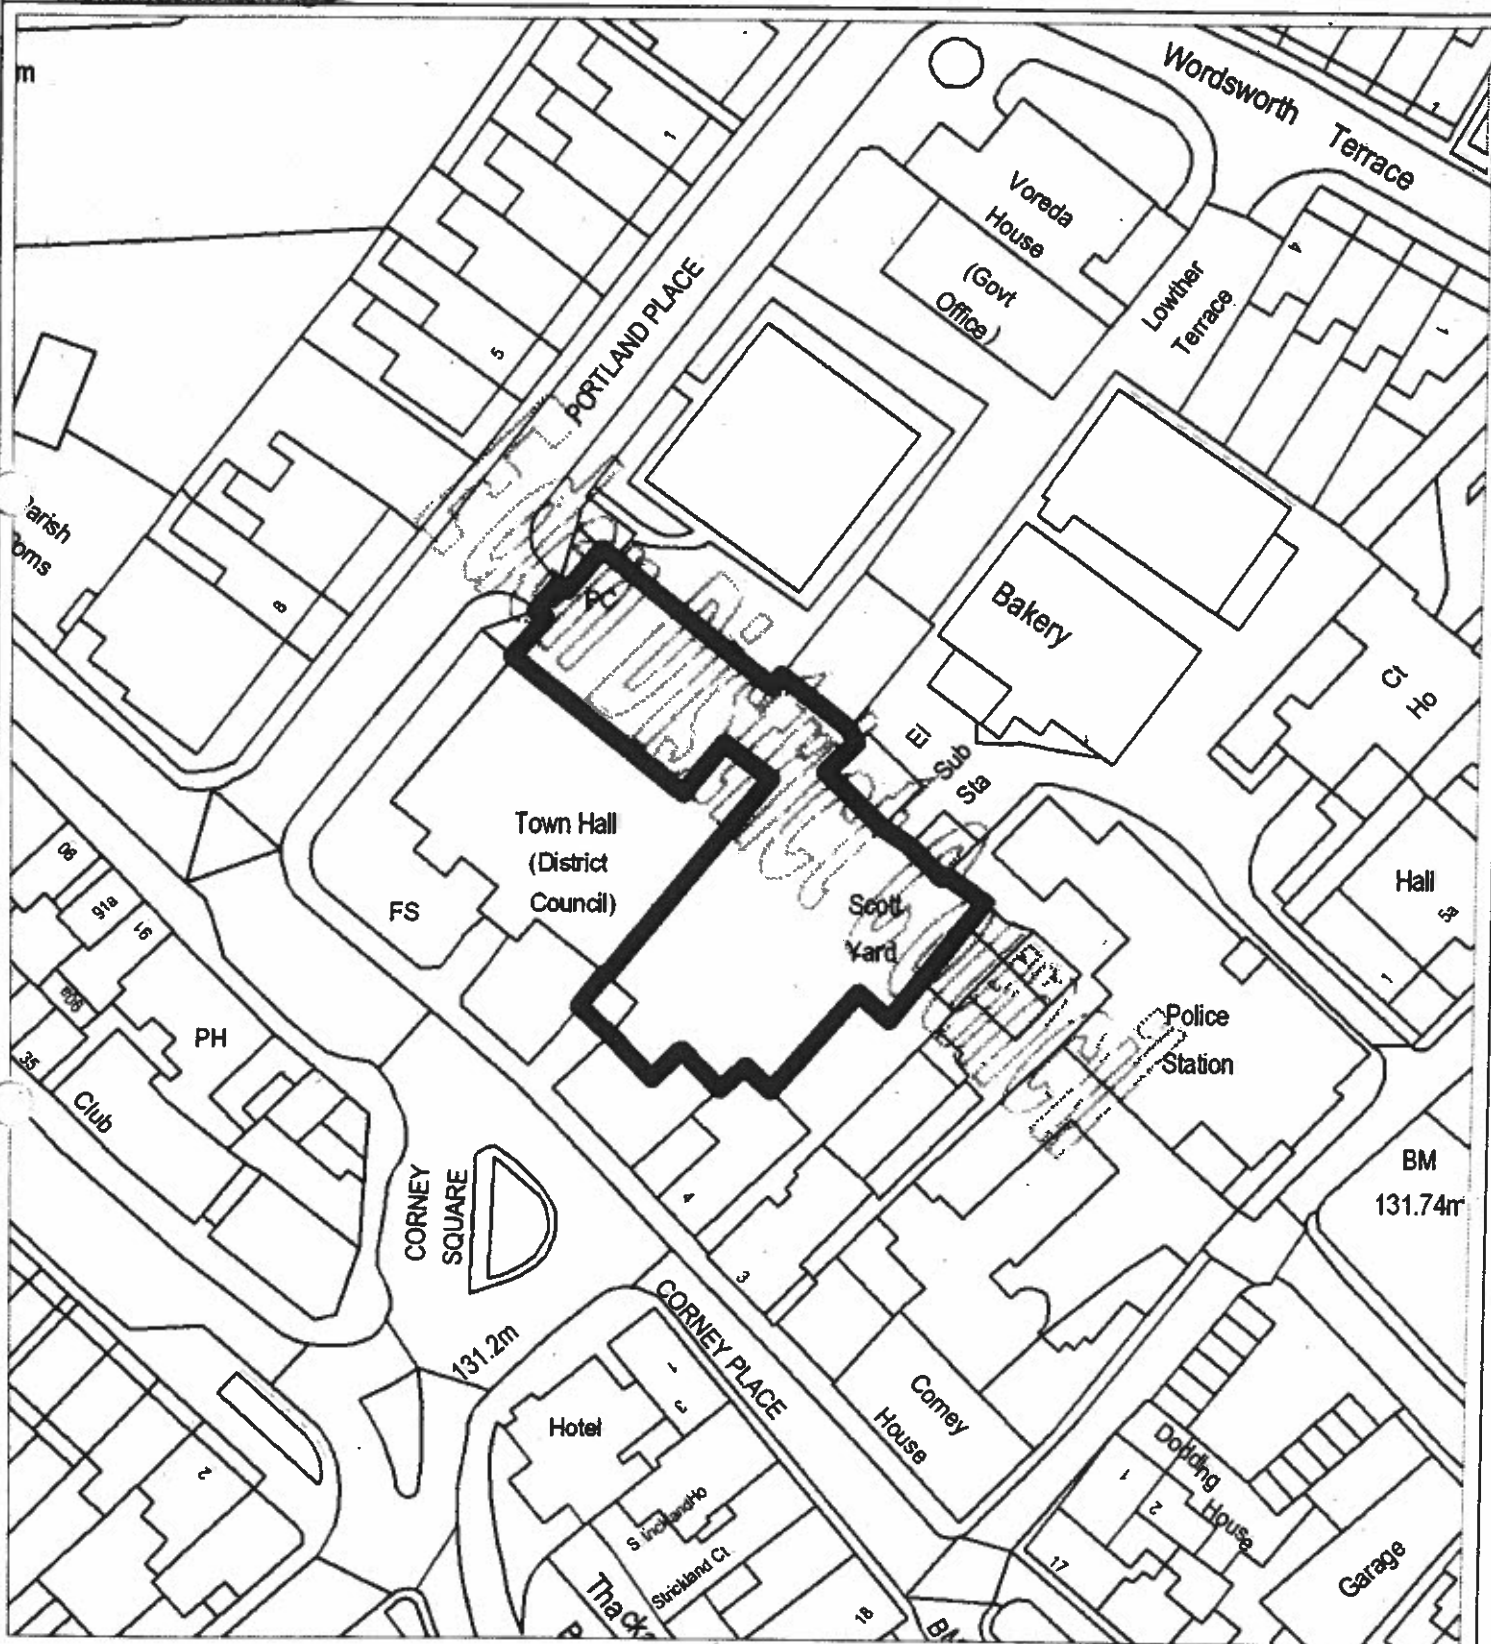 m
Wordsworth
Terrace
1
1
Voreda
House
(Govt
Office)
4
Lowther
Terrace
1
PORTLAND PLACE
5
8
PC
Bakery
Ct
Ho
El
Sub
Sta
Town Hall
(District
Council)
FS
Scott
Yard
Hall
5a
1
90
91a
91
90a
35
PH
Club
Police
Station
BM
131.74m
CORNEY
SQUARE
4
3
CORNEY PLACE
131.2m
Hotel
1
3
Corney
House
2
Strickland Ct
Dodding
House
1
2
17
18
Garage